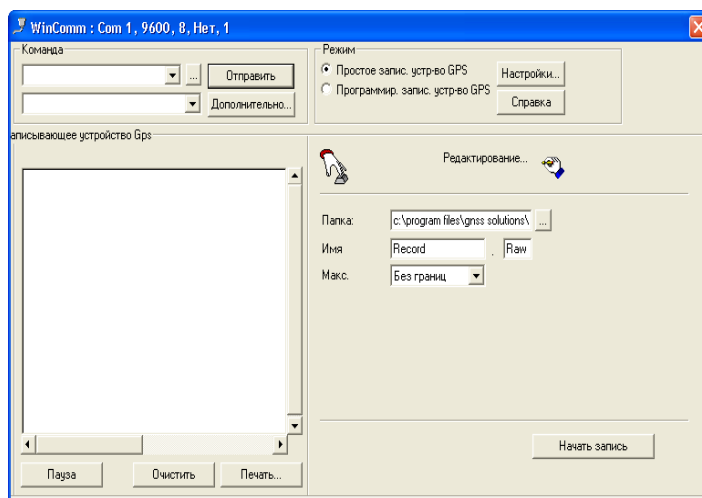 WinComm : Com 1, 9600, 8, Нет, 1
Команда
...
Отправить
Дополнительно...
Режим
Простое запис. устр-во GPS
Программир. запис. устр-во GPS
Настройки...
Справка
аписывающее устройство Gps
Редактирование...
Папка: c:\program files\gnss solutions\ ...
Имя Record . Raw
Макс. Без границ
Начать запись
Пауза Очистить Печать...